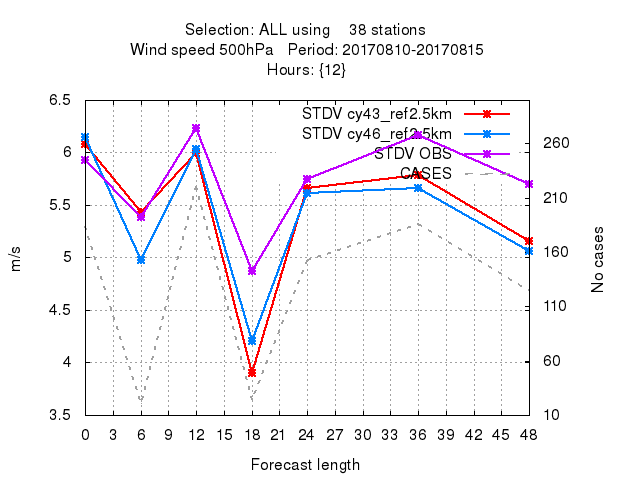 Selection: ALL using 38 stations
Wind speed 500hPa Period: 20170810-20170815
Hours: {12}
STDV cy43_ref2.5km
STDV cy46_ref2.5km
STDV OBS
CASES
6.5
6
5.5
5
4.5
4
3.5
m/s
260
210
160
110
60
10
No cases
0 3 6 9 12 15 18 21 24 27 30 33 36 39 42 45 48
Forecast length